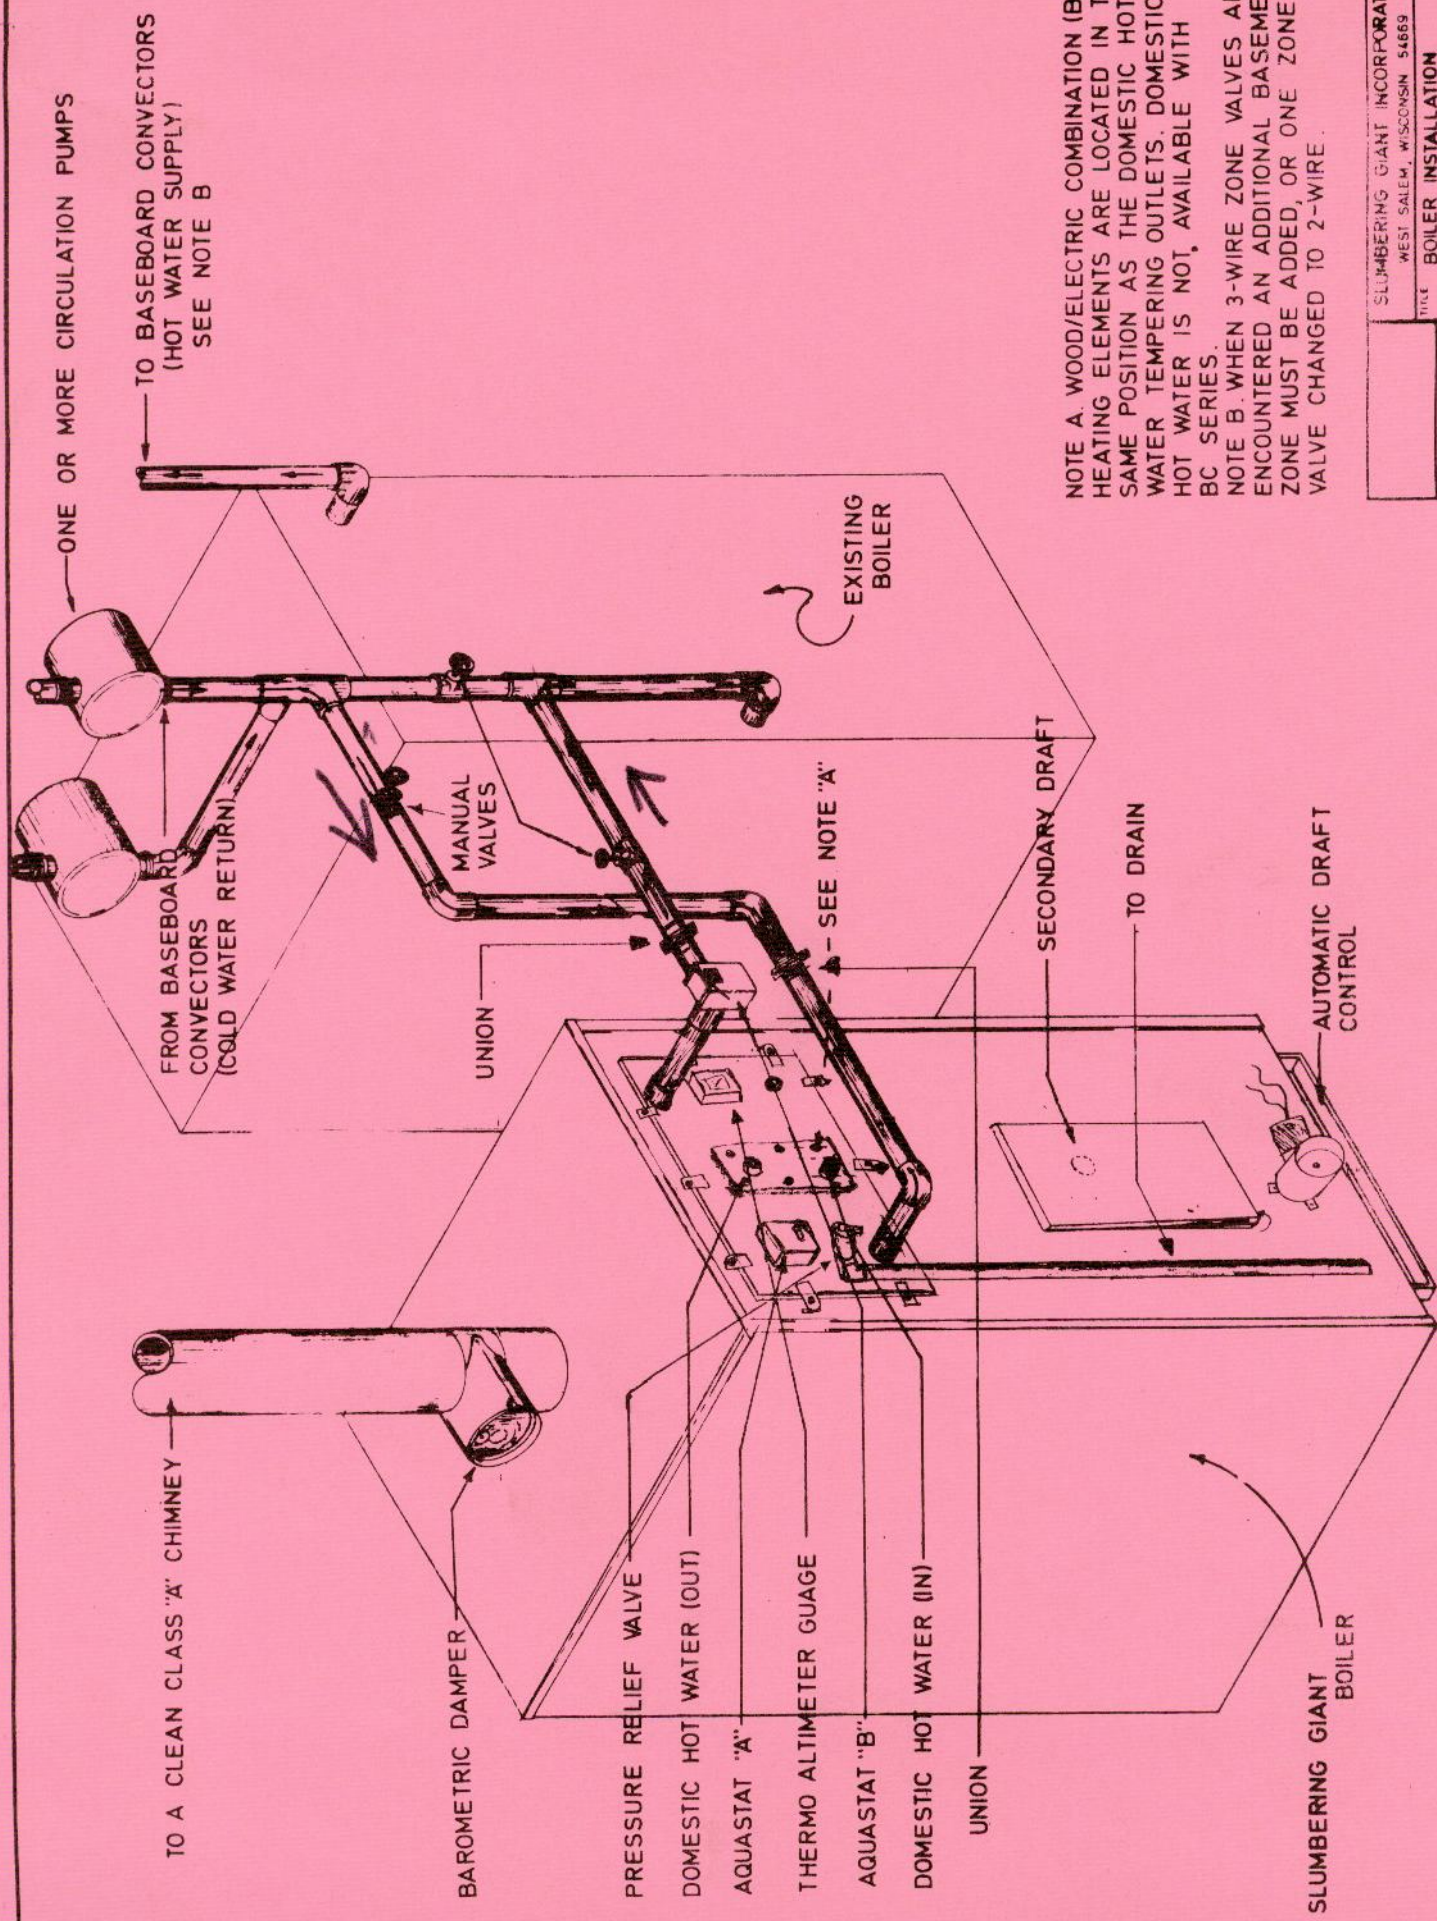 TO A CLEAN CLASS "A" CHIMNEY
BAROMETRIC DAMPER
PRESSURE RELIEF VALVE
DOMESTIC HOT WATER (OUT)
AQUASTAT "A"
THERMO ALTIMETER GUAGE
AQUASTAT "B"
DOMESTIC HOT WATER (IN)
UNION
SLUMBERING GIANT
BOILER
FROM BASEBOARD
CONVECTORS
(COLD WATER RETURN)
UNION
MANUAL
VALVES
SEE NOTE "A"
SECONDARY DRAFT
TO DRAIN
AUTOMATIC DRAFT
CONTROL
ONE OR MORE CIRCULATION PUMPS
TO BASEBOARD CONVECTORS
(HOT WATER SUPPLY)
SEE NOTE B
EXISTING
BOILER
NOTE A. WOOD/ELECTRIC COMBINATION (B
HEATING ELEMENTS ARE LOCATED IN T
SAME POSITION AS THE DOMESTIC HOT
WATER TEMPERING OUTLETS. DOMESTIC
HOT WATER IS NOT, AVAILABLE WITH
BC SERIES.
NOTE B. WHEN 3-WIRE ZONE VALVES A
ENCOUNTERED AN ADDITIONAL BASEME
ZONE MUST BE ADDED, OR ONE ZONE
VALVE CHANGED TO 2-WIRE.
SLUMBERING GIANT INCORPORAT
WEST SALEM, WISCONSIN 54669
TITLE BOILER INSTALLATION